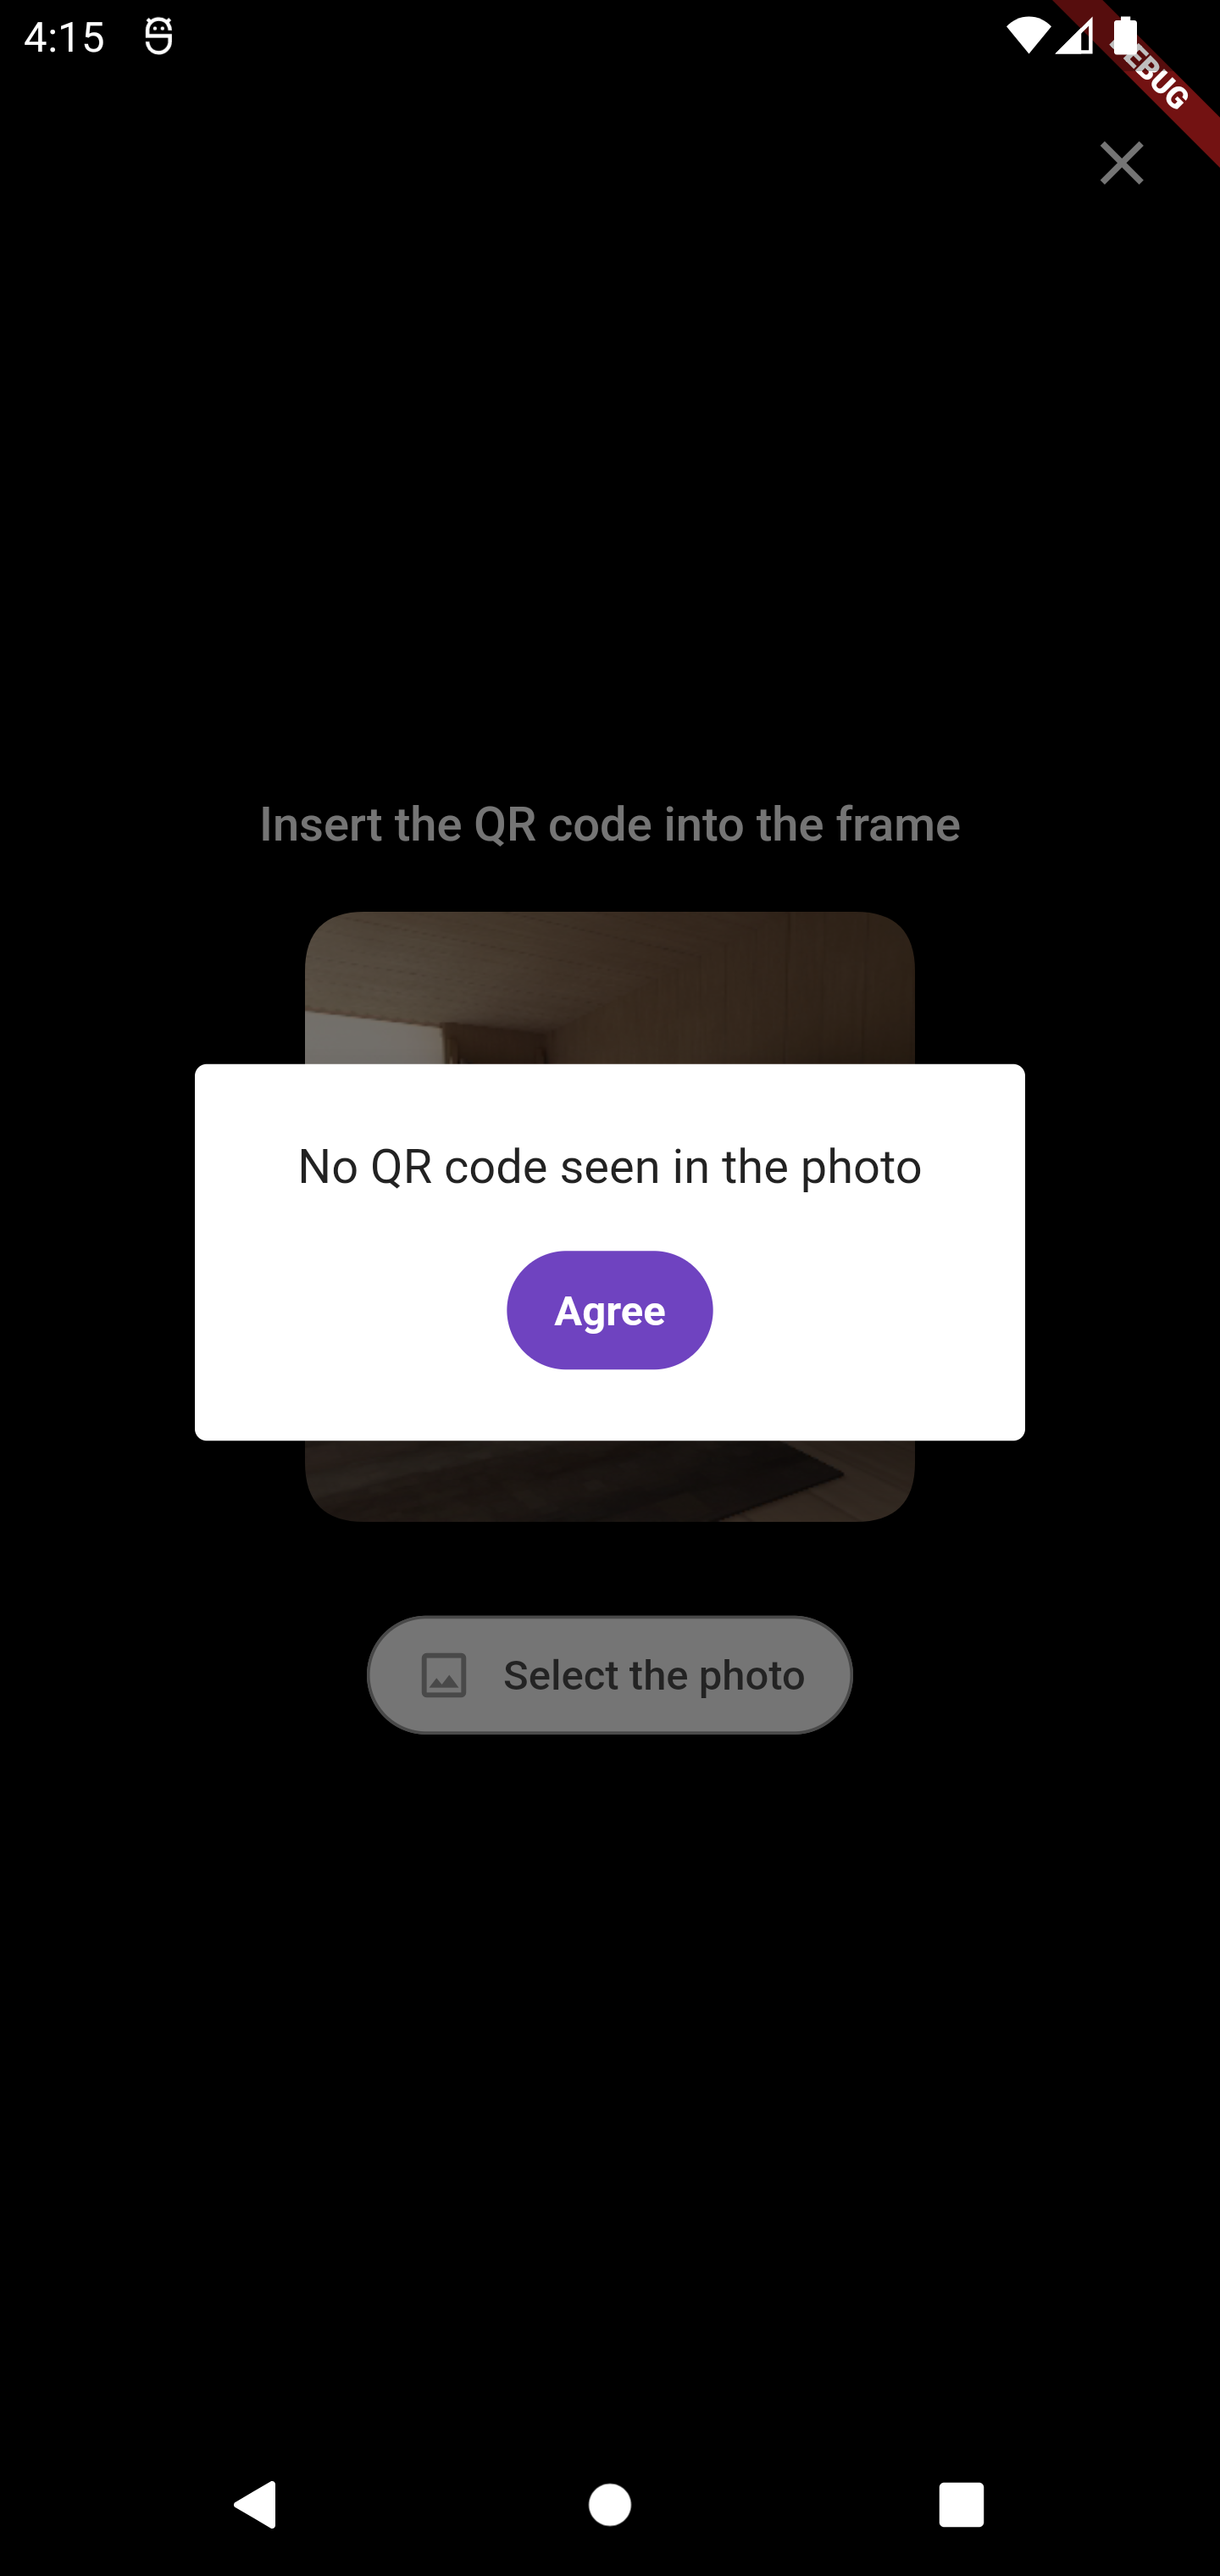 4:15
DEBUG
Insert the QR code into the frame
No QR code seen in the photo
Agree
Select the photo